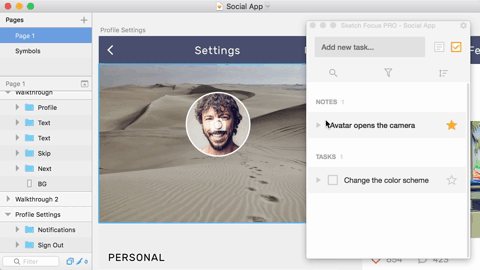 Social App
Pages
Page 1
Symbols
Page 1
Walkthrough
Profile
Text
Text
Skip
Next
BG
Walkthrough 2
Profile Settings
Notifications
Sign Out
Filter
Profile Settings
Settings
PERSONAL
Sketch Focus PRO - Social App
Add new task...
NOTES 1
Avatar opens the camera
TASKS 1
Change the color scheme
Fe
654
423